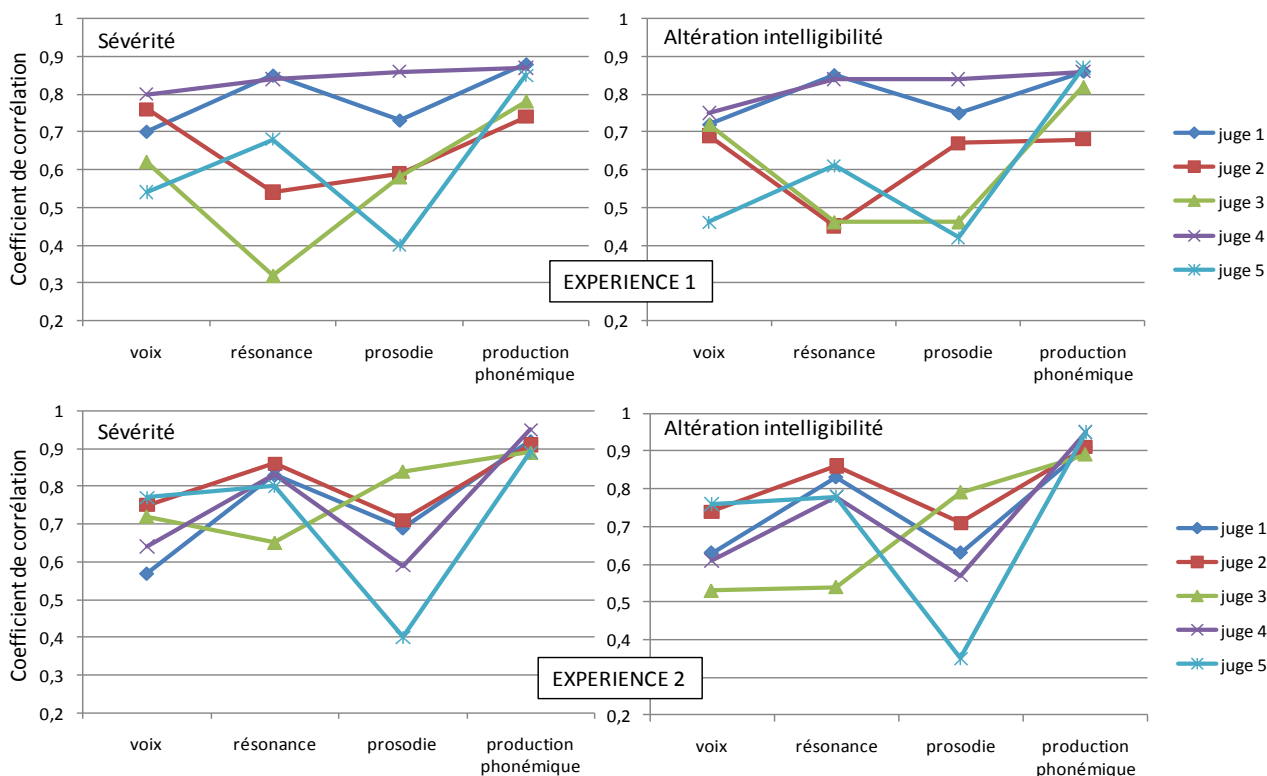 Sévérité
Altération intelligibilité
Coefficient de corrélation
1
0,9
0,8
0,7
0,6
0,5
0,4
0,3
0,2
1
0,9
0,8
0,7
0,6
0,5
0,4
0,3
0,2
juge 1
juge 2
juge 3
juge 4
juge 5
EXPERIENCE 1
voix
résonance
prosodie
production
phonémique
voix
résonance
prosodie
production
phonémique
Sévérité
Altération intelligibilité
Coefficient de corrélation
1
0,9
0,8
0,7
0,6
0,5
0,4
0,3
0,2
1
0,9
0,8
0,7
0,6
0,5
0,4
0,3
0,2
juge 1
juge 2
juge 3
juge 4
juge 5
EXPERIENCE 2
voix
résonance
prosodie
production
phonémique
voix
résonance
prosodie
production
phonémique